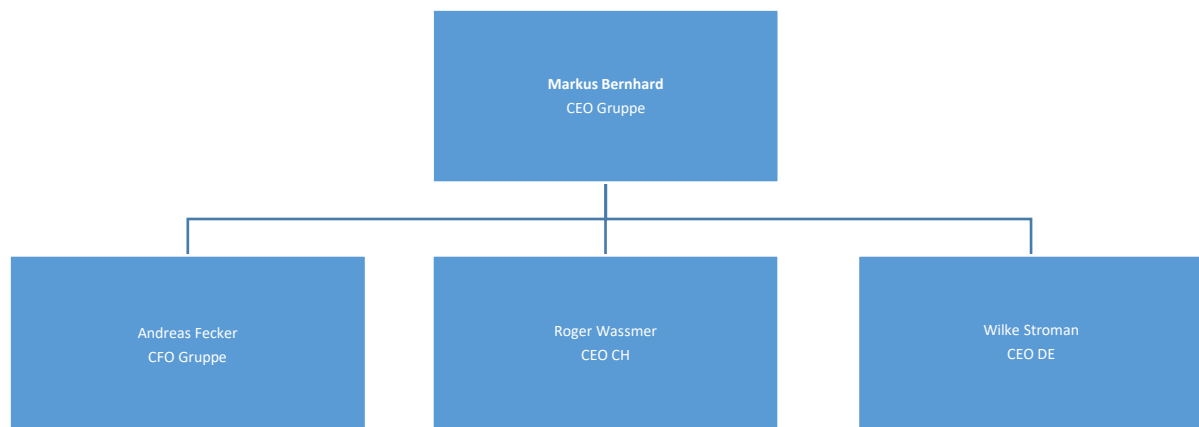 Markus Bernhard
CEO Gruppe
Andreas Fecker
CFO Gruppe
Roger Wassmer
CEO CH
Wilke Stroman
CEO DE